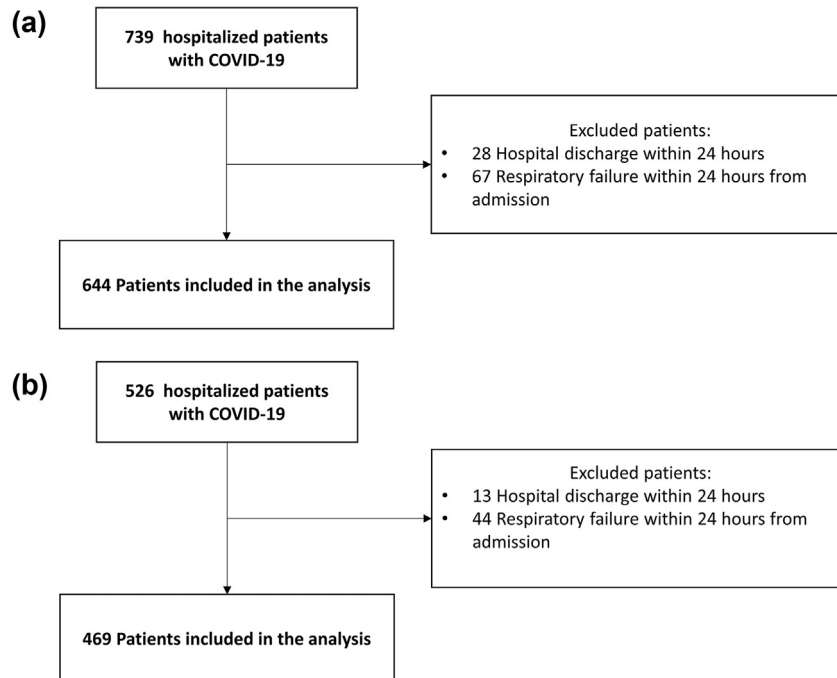 (a)
739 hospitalized patients
with COVID-19
Excluded patients:
• 28 Hospital discharge within 24 hours
• 67 Respiratory failure within 24 hours from
admission
644 Patients included in the analysis
(b)
526 hospitalized patients
with COVID-19
Excluded patients:
• 13 Hospital discharge within 24 hours
• 44 Respiratory failure within 24 hours from
admission
469 Patients included in the analysis